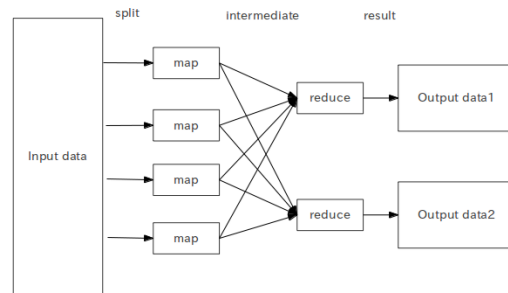 split
intermediate
result
Input data
map
map
map
map
reduce
reduce
Output data1
Output data2